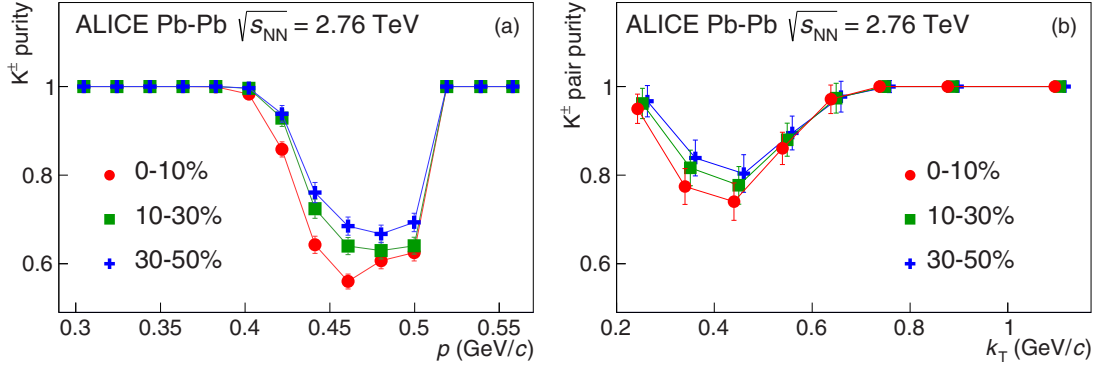 ALICE Pb-Pb √sNN = 2.76 TeV (a)
K± purity
1
0.8
0.6
0-10%
10-30%
30-50%
0.3 0.35 0.4 0.45 0.5 0.55
p (GeV/c)
ALICE Pb-Pb √sNN = 2.76 TeV (b)
K± pair purity
1
0.8
0.6
0-10%
10-30%
30-50%
0.2 0.4 0.6 0.8 1
kT (GeV/c)